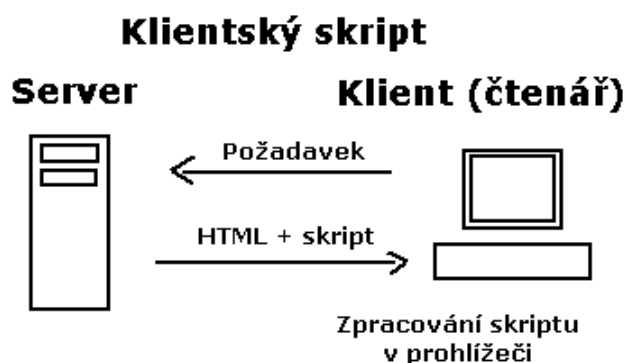 Klientský skript
Server
Klient (čtenář)
Požadavek
HTML + skript
Zpracování skriptu
v prohlížeči